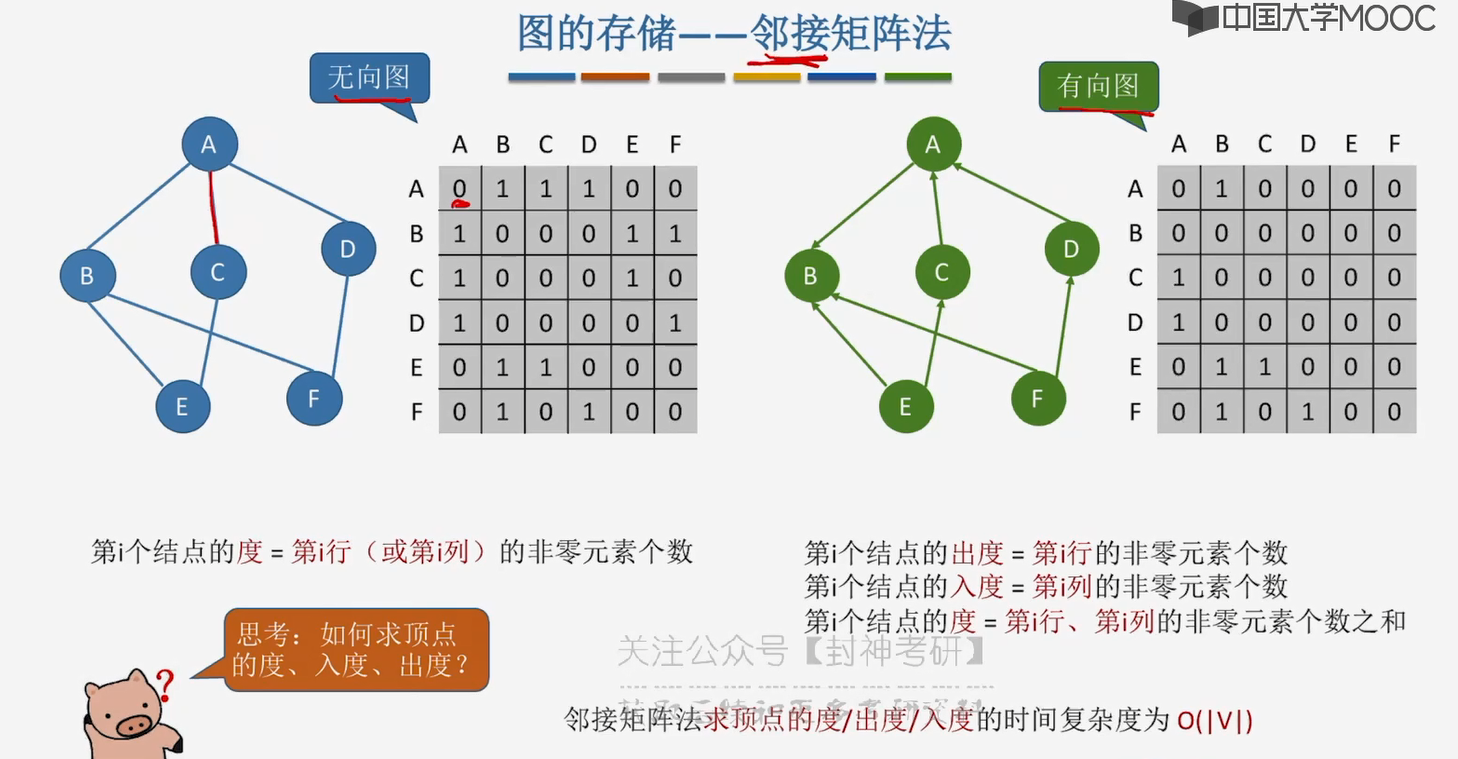 中国大学MOOC
图的存储——邻接矩阵法
无向图
A
B
C
D
E
F
A B C D E F
A 0 1 1 1 0 0
B 1 0 0 0 1 1
C 1 0 0 0 1 0
D 1 0 0 0 0 1
E 0 1 1 0 0 0
F 0 1 0 1 0 0
有向图
A
B
C
D
E
F
A B C D E F
A 0 1 0 0 0 0
B 0 0 0 0 0 0
C 1 0 0 0 0 0
D 1 0 0 0 0 0
E 0 1 1 0 0 0
F 0 1 0 1 0 0
第i个结点的度 = 第i行（或第i列）的非零元素个数
第i个结点的出度 = 第i行的非零元素个数
第i个结点的入度 = 第i列的非零元素个数
第i个结点的度 = 第i行、第i列的非零元素个数之和
思考：如何求顶点
的度、入度、出度？
?
关注公众号【封神考研】
邻接矩阵法求顶点的度/出度/入度的时间复杂度为 O(|V|)